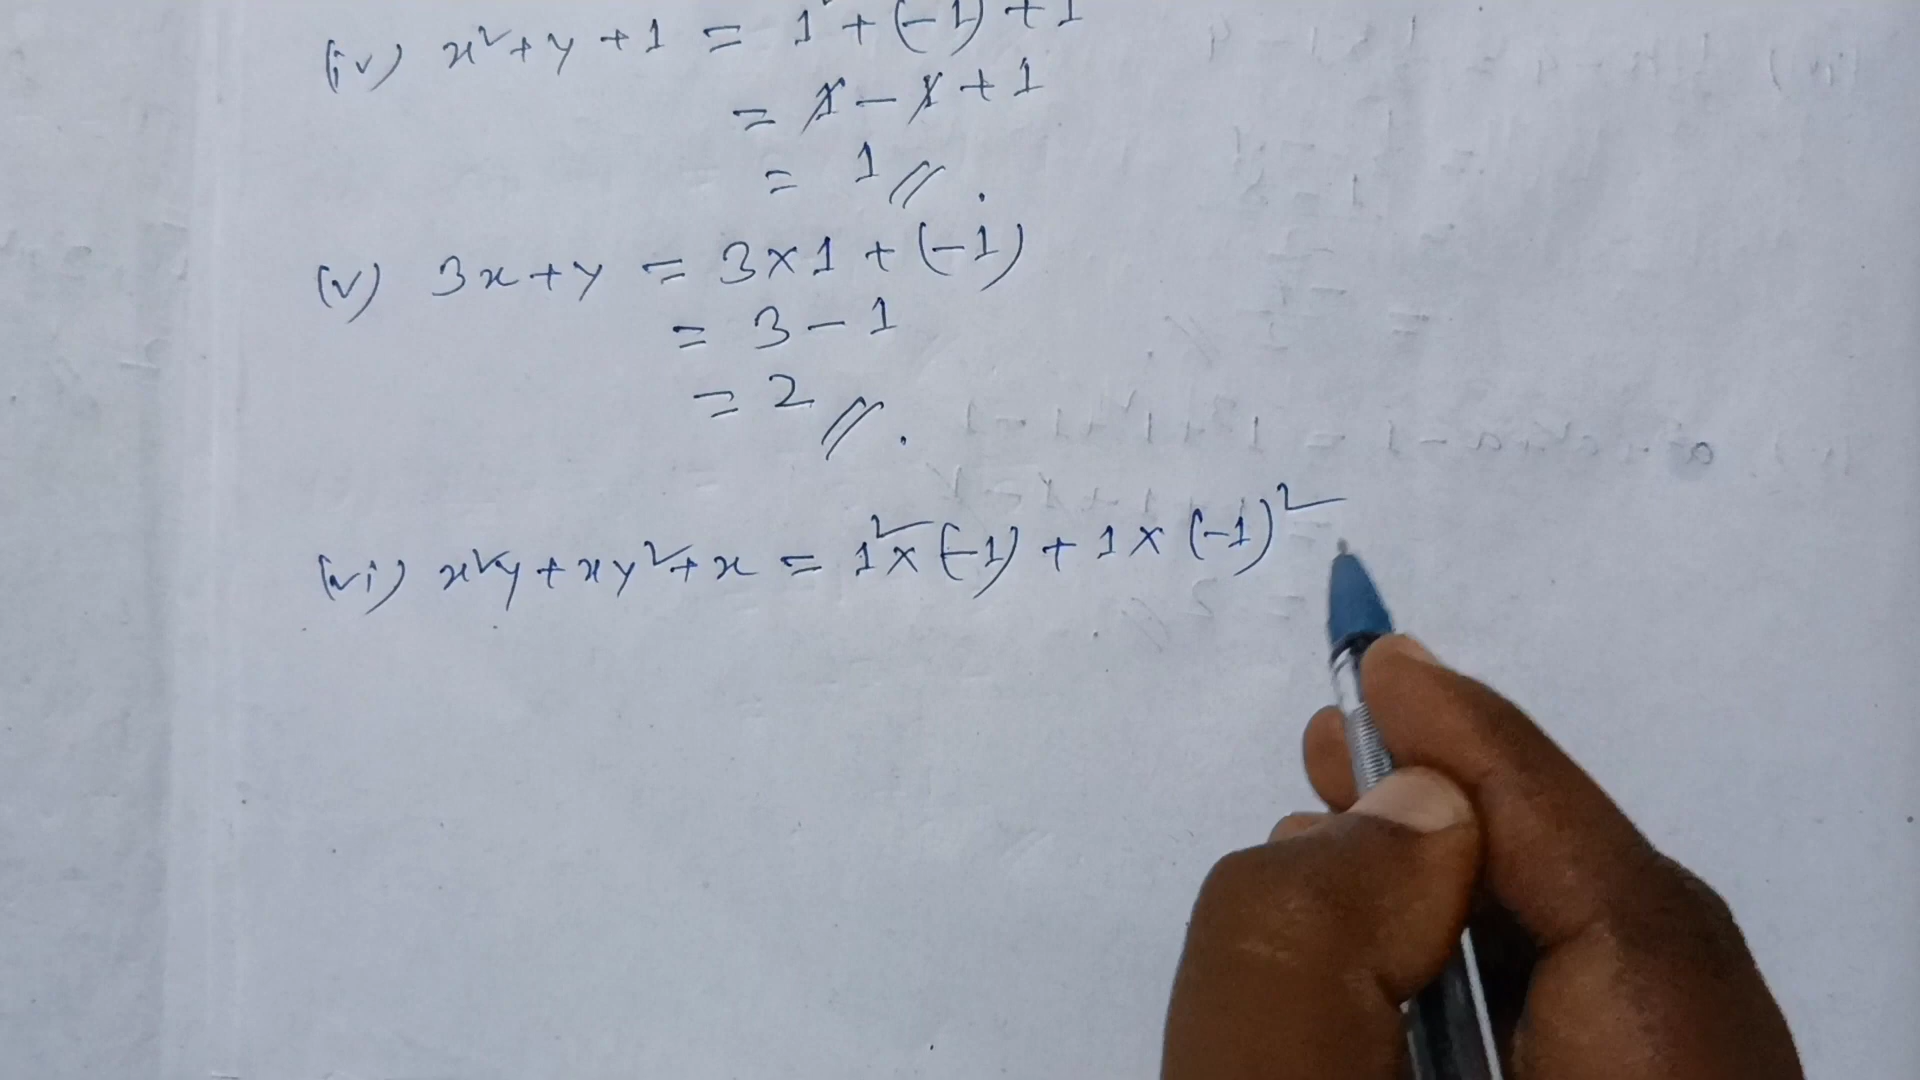 (iv) x² + y + 1 = 1² + (-1) + 1
= 1 - 1 + 1
= 1 //.
(v) 3x + y = 3 × 1 + (-1)
= 3 - 1
= 2 //.
(vi) x²y + xy² + x = 1² × (-1) + 1 × (-1)²